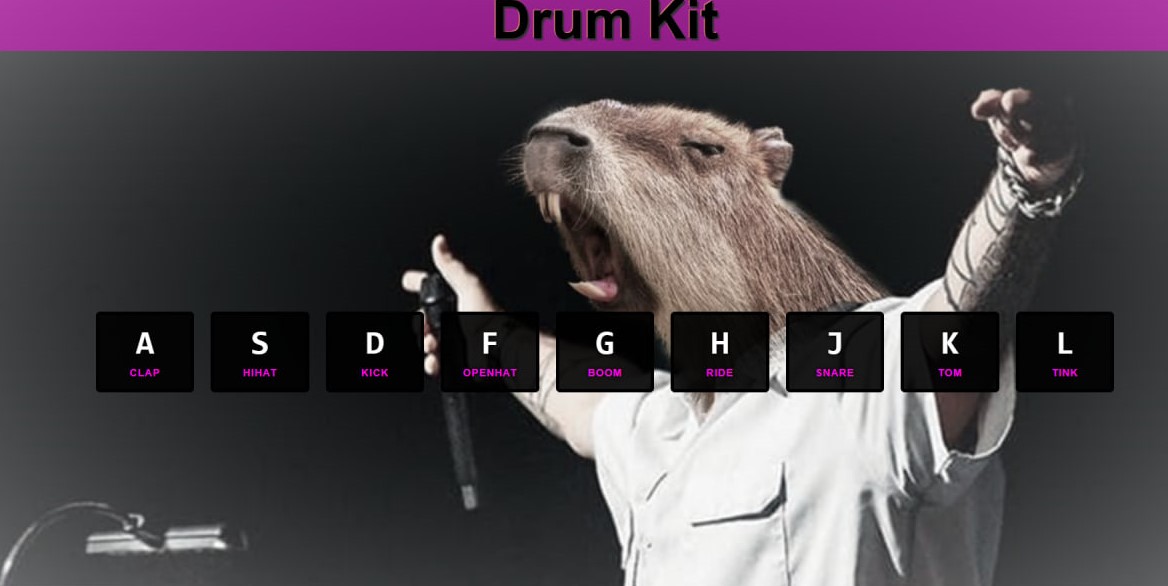 Drum Kit
A S D F G H J K L
CLAP HIHAT KICK OPENHAT BOOM RIDE SNARE TOM TINK